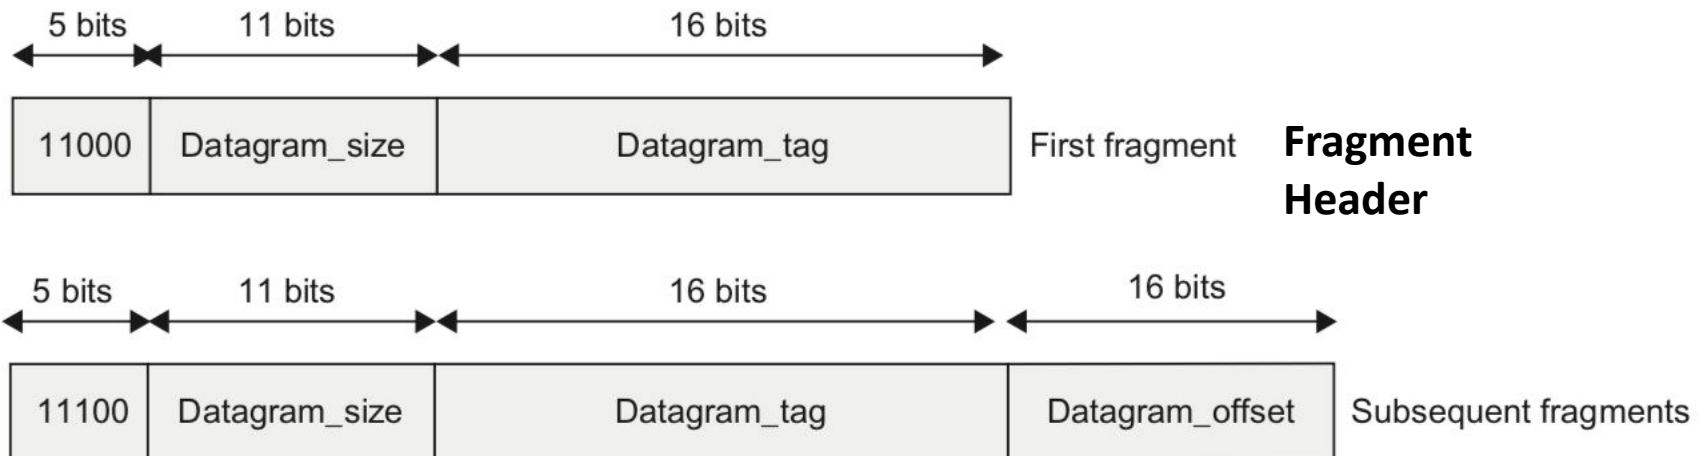 5 bits 11 bits 16 bits
11000 Datagram_size Datagram_tag First fragment
Fragment
Header
5 bits 11 bits 16 bits 16 bits
11100 Datagram_size Datagram_tag Datagram_offset Subsequent fragments